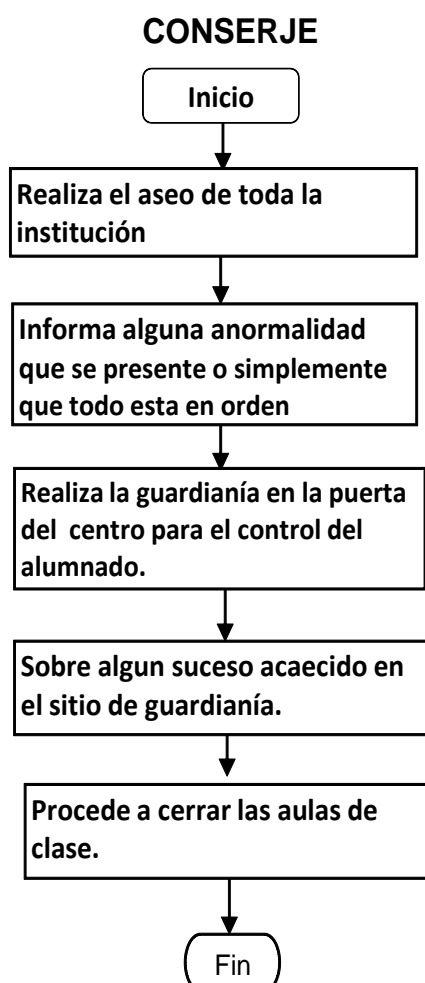 CONSERJE
Inicio
Realiza el aseo de toda la
institución
Informa alguna anormalidad
que se presente o simplemente
que todo esta en orden
Realiza la guardianía en la puerta
del centro para el control del
alumnado.
Sobre algun suceso acaecido en
el sitio de guardianía.
Procede a cerrar las aulas de
clase.
Fin